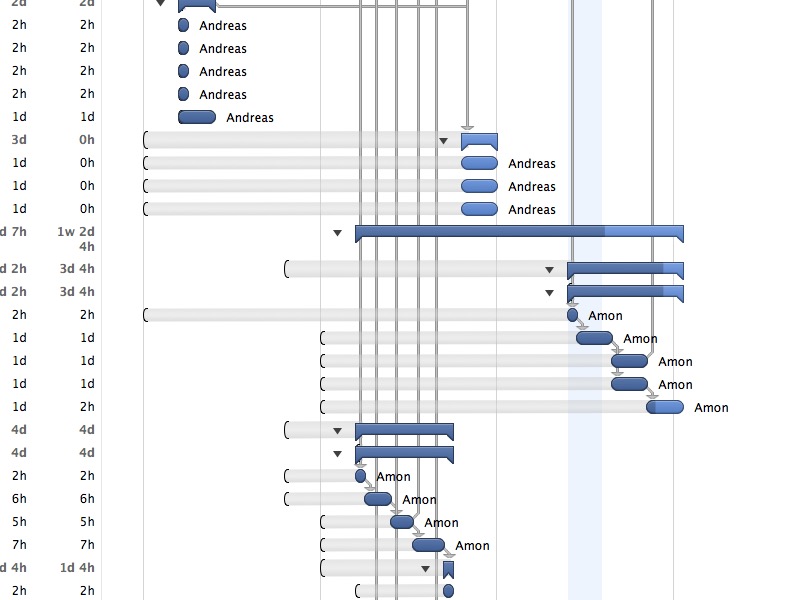 2d 2d
2h 2h Andreas
2h 2h Andreas
2h 2h Andreas
2h 2h Andreas
1d 1d Andreas
3d 0h
1d 0h Andreas
1d 0h Andreas
1d 0h Andreas
d 7h 1w 2d
4h
d 2h 3d 4h
d 2h 3d 4h
2h 2h Amon
1d 1d Amon
1d 1d Amon
1d 1d Amon
1d 2h Amon
4d 4d
4d 4d
2h 2h Amon
6h 6h Amon
5h 5h Amon
7h 7h Amon
d 4h 1d 4h
2h 2h